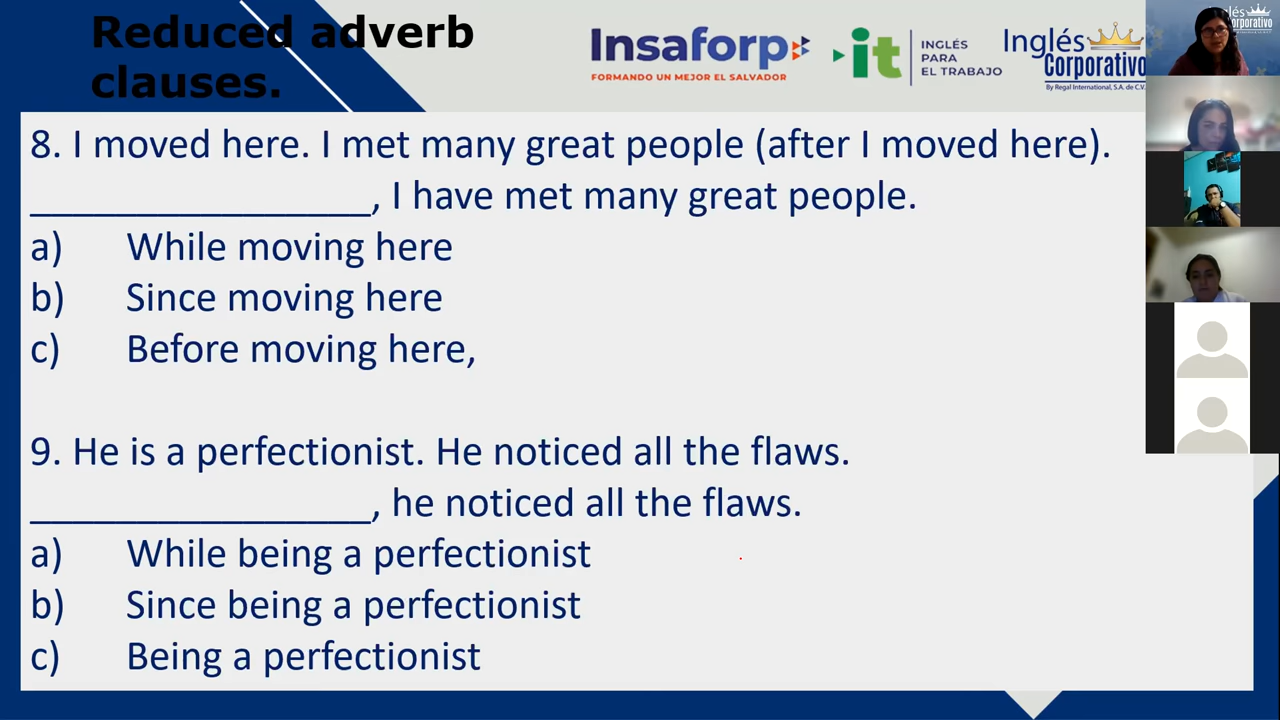 Reduced adverb
clauses.
Insaforp
FORMANDO UN MEJOR EL SALVADOR
it
INGLÉS
PARA
EL TRABAJO
Inglés
Corporativo
By Regal International, S.A. de C.V.
8. I moved here. I met many great people (after I moved here).
________________, I have met many great people.
a) While moving here
b) Since moving here
c) Before moving here,
9. He is a perfectionist. He noticed all the flaws.
________________, he noticed all the flaws.
a) While being a perfectionist
b) Since being a perfectionist
c) Being a perfectionist